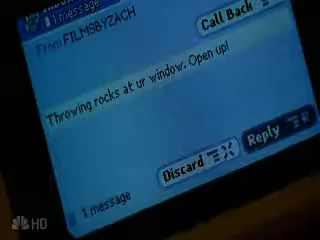 1 message
From FILMSBYZACH
Call Back
Throwing rocks at ur window. Open up!
Discard
Reply
1 message
HD